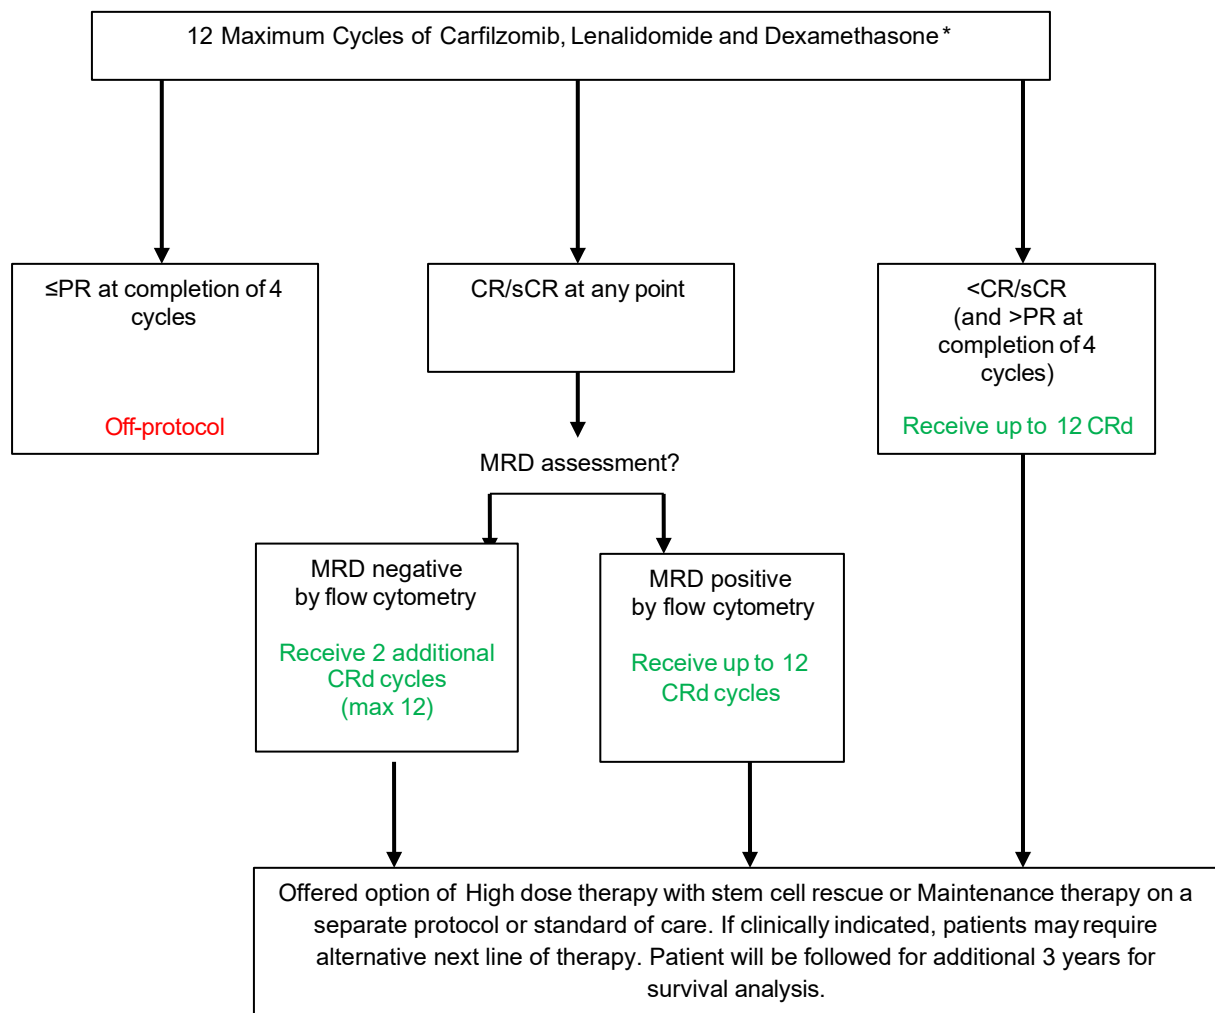 12 Maximum Cycles of Carfilzomib, Lenalidomide and Dexamethasone*
≤PR at completion of 4
cycles
Off-protocol
CR/sCR at any point
<CR/sCR
(and >PR at
completion of 4
cycles)
Receive up to 12 CRd
MRD assessment?
MRD negative
by flow cytometry
Receive 2 additional
CRd cycles
(max 12)
MRD positive
by flow cytometry
Receive up to 12
CRd cycles
Offered option of High dose therapy with stem cell rescue or Maintenance therapy on a
separate protocol or standard of care. If clinically indicated, patients may require
alternative next line of therapy. Patient will be followed for additional 3 years for
survival analysis.